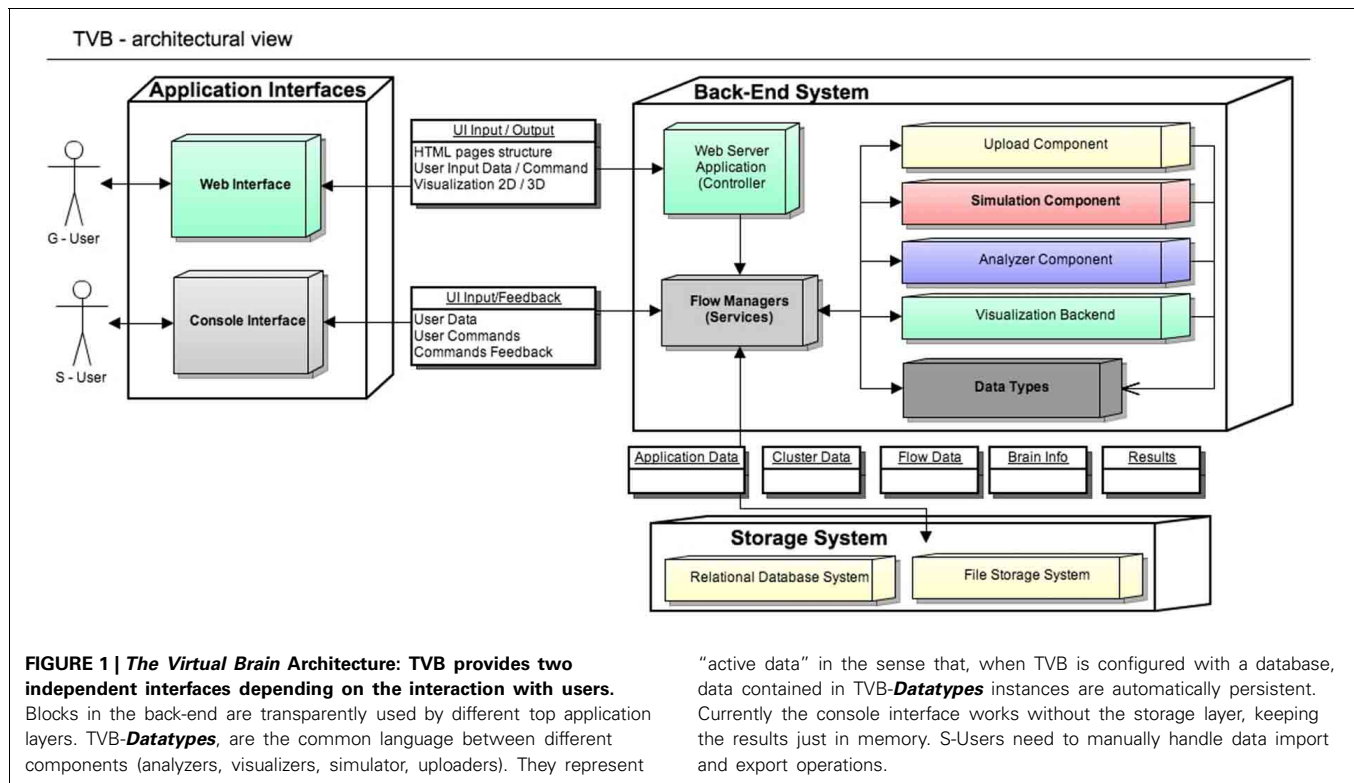 TVB - architectural view
Application Interfaces
Web Interface
Console Interface
G - User
S - User
UI Input / Output
HTML pages structure
User Input Data / Command
Visualization 2D / 3D
UI Input/Feedback
User Data
User Commands
Commands Feedback
Back-End System
Web Server
Application
(Controller
Flow Managers
(Services)
Upload Component
Simulation Component
Analyzer Component
Visualization Backend
Data Types
Application Data
Cluster Data
Flow Data
Brain Info
Results
Storage System
Relational Database System
File Storage System
FIGURE 1 | The Virtual Brain Architecture: TVB provides two
independent interfaces depending on the interaction with users.
Blocks in the back-end are transparently used by different top application
layers. TVB-Datatypes, are the common language between different
components (analyzers, visualizers, simulator, uploaders). They represent
“active data” in the sense that, when TVB is configured with a database,
data contained in TVB-Datatypes instances are automatically persistent.
Currently the console interface works without the storage layer, keeping
the results just in memory. S-Users need to manually handle data import
and export operations.